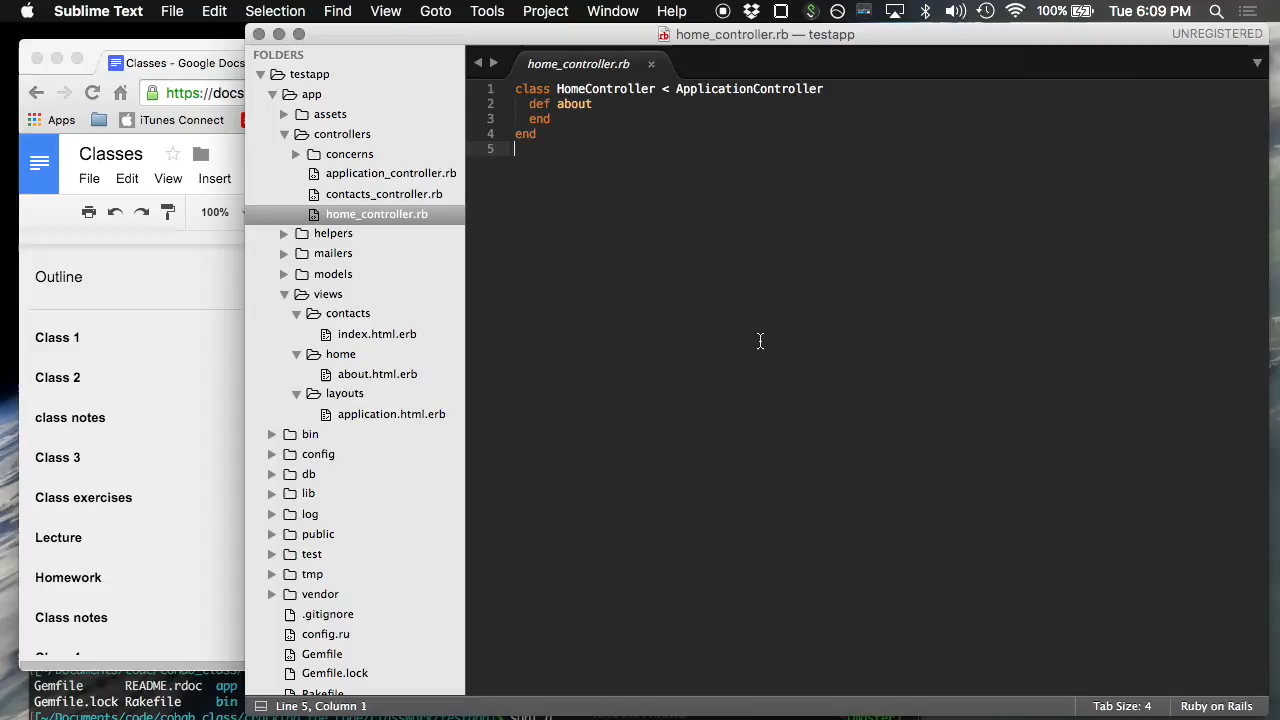 Sublime Text File Edit Selection Find View Goto Tools Project Window Help 100% Tue 6:09 PM
home_controller.rb — testapp UNREGISTERED
Classes - Google Docs
https://docs
Apps iTunes Connect
Classes
File Edit View Insert
100%
Outline
Class 1
Class 2
class notes
Class 3
Class exercises
Lecture
Homework
Class notes
FOLDERS
testapp
app
assets
controllers
concerns
application_controller.rb
contacts_controller.rb
home_controller.rb
helpers
mailers
models
views
contacts
index.html.erb
home
about.html.erb
layouts
application.html.erb
bin
config
db
lib
log
public
test
tmp
vendor
.gitignore
config.ru
Gemfile
Gemfile.lock
Rakefile
home_controller.rb
1 class HomeController < ApplicationController
2 def about
3 end
4 end
5
Line 5, Column 1 Tab Size: 4 Ruby on Rails
Gemfile README.rdoc app
Gemfile.lock Rakefile bin